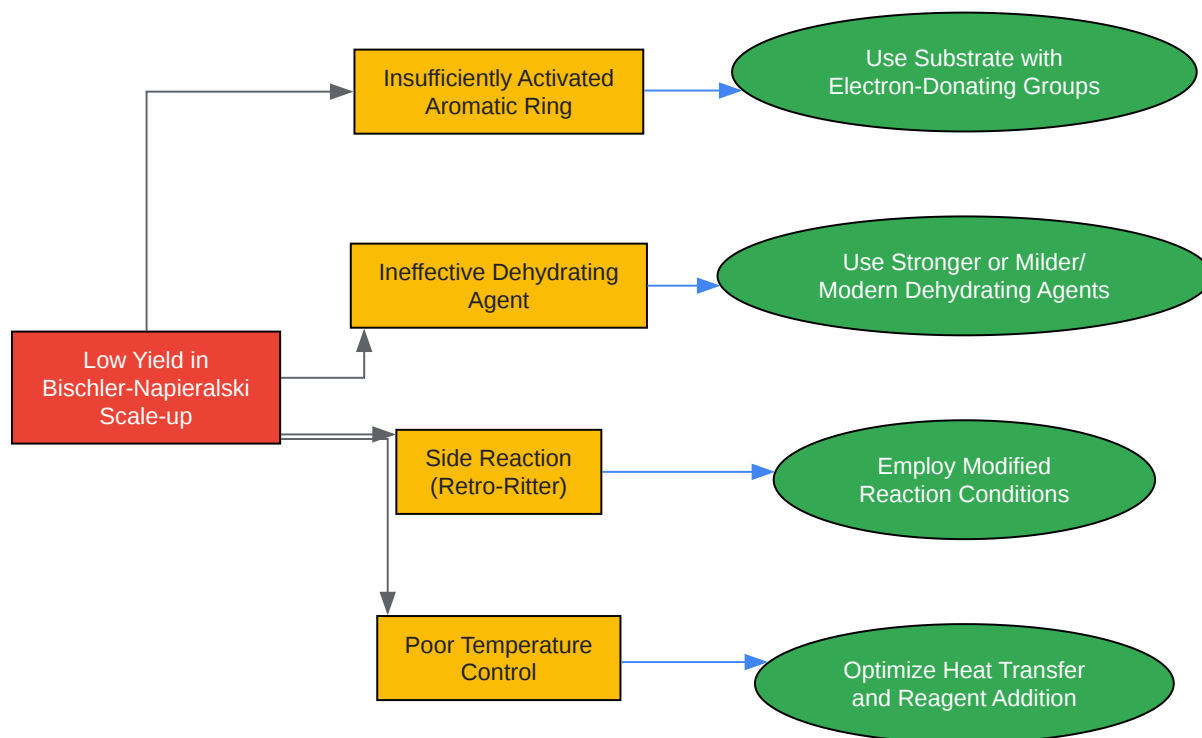 Insufficiently Activated
Aromatic Ring
Use Substrate with
Electron-Donating Groups
Ineffective Dehydrating
Agent
Use Stronger or Milder/
Modern Dehydrating Agents
Low Yield in
Bischler-Napieralski
Scale-up
Side Reaction
(Retro-Ritter)
Employ Modified
Reaction Conditions
Poor Temperature
Control
Optimize Heat Transfer
and Reagent Addition